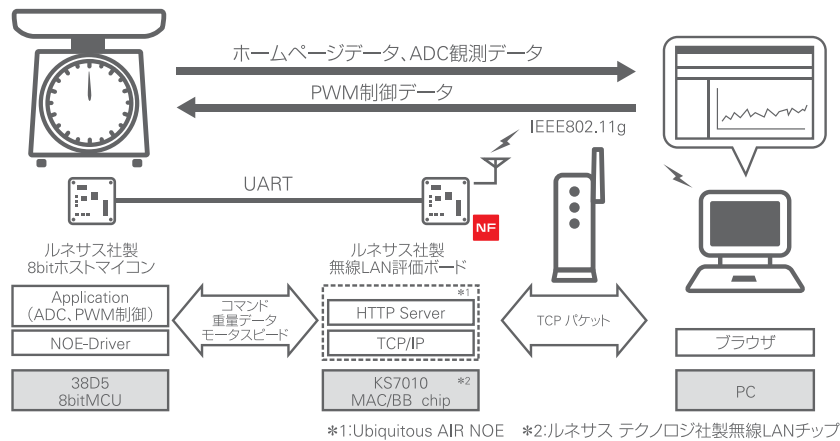 ホームページデータ、ADC観測データ
PWM制御データ
IEEE802.11g
UART
NF
ルネサス社製
8bitホストマイコン
ルネサス社製
無線LAN評価ボード
Application
(ADC、PWM制御)
NOE-Driver
38D5
8bitMCU
コマンド
重量データ
モータスピード
*1
HTTP Server
TCP/IP
KS7010 *2
MAC/BB chip
TCP パケット
ブラウザ
PC
*1:Ubiquitous AIR NOE *2:ルネサス テクノロジ社製無線LANチップ